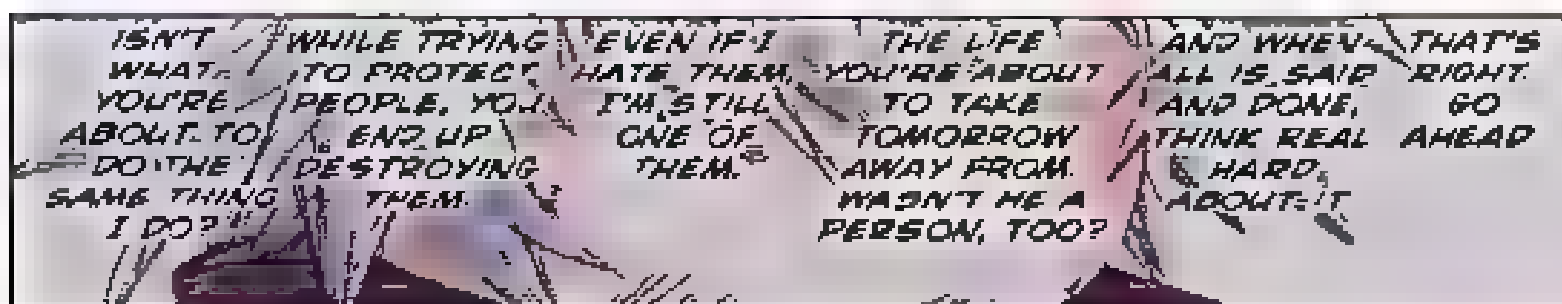 THAT'S
RIGHT.
GO
AHEAD
AND WHEN
ALL IS SAID
AND DONE,
THINK REAL
HARD
ABOUT IT
THE LIFE
YOU'RE ABOUT
TO TAKE
TOMORROW
AWAY FROM.
WASN'T HE A
PERSON, TOO?
EVEN IF I
HATE THEM,
I'M STILL
ONE OF
THEM.
WHILE TRYING
TO PROTECT
PEOPLE, YOU
END UP
DESTROYING
THEM.
ISN'T
WHAT
YOU'RE
ABOUT TO
DO THE
SAME THING
I DO?